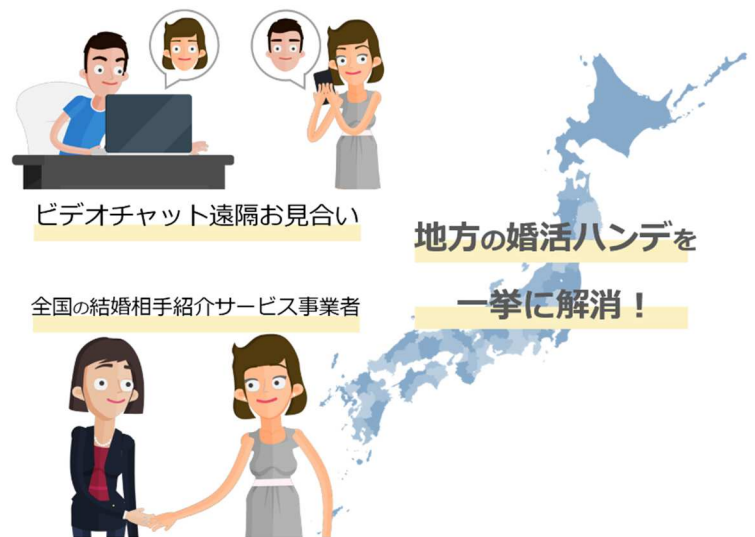 ビデオチャット遠隔お見合い
地方の婚活ハンデを
一挙に解消！
全国の結婚相手紹介サービス事業者